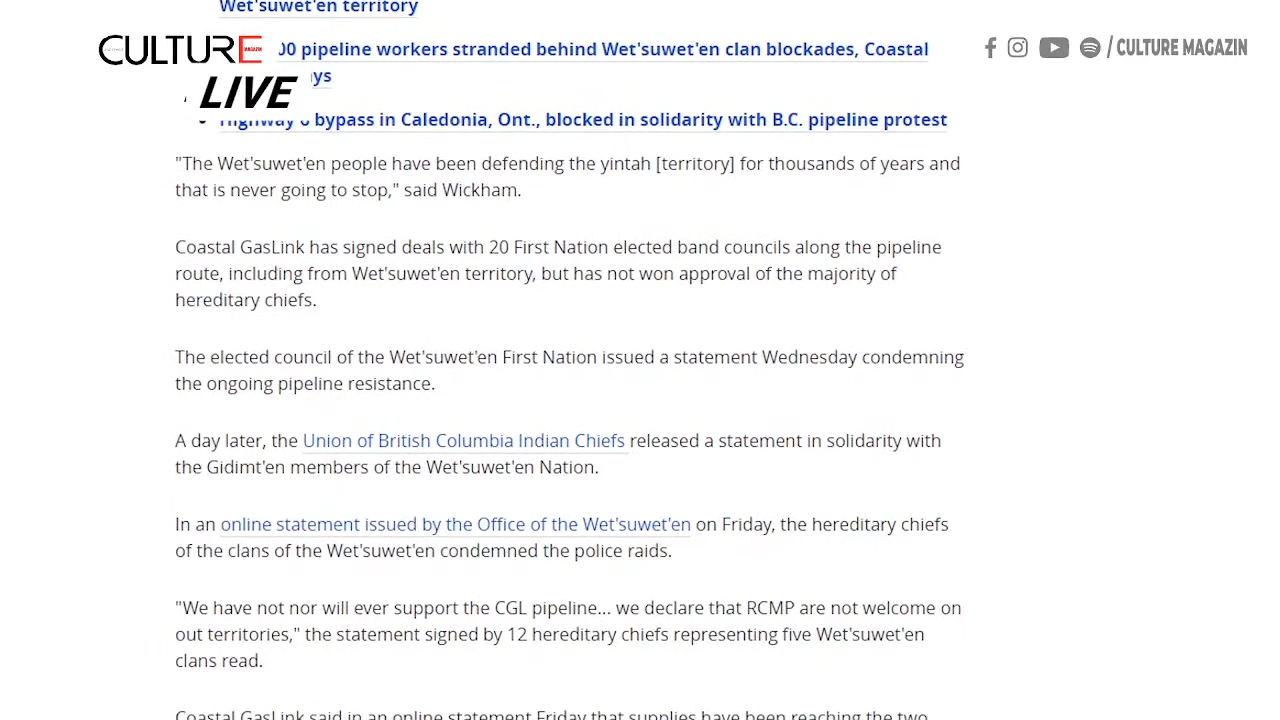 Wet'suwet'en territory
CULTURE
MAGAZIN
LIVE
/ CULTURE MAGAZIN
00 pipeline workers stranded behind Wet'suwet'en clan blockades, Coastal
Highway 6 bypass in Caledonia, Ont., blocked in solidarity with B.C. pipeline protest
"The Wet'suwet'en people have been defending the yintah [territory] for thousands of years and
that is never going to stop," said Wickham.
Coastal GasLink has signed deals with 20 First Nation elected band councils along the pipeline
route, including from Wet'suwet'en territory, but has not won approval of the majority of
hereditary chiefs.
The elected council of the Wet'suwet'en First Nation issued a statement Wednesday condemning
the ongoing pipeline resistance.
A day later, the Union of British Columbia Indian Chiefs released a statement in solidarity with
the Gidimt'en members of the Wet'suwet'en Nation.
In an online statement issued by the Office of the Wet'suwet'en on Friday, the hereditary chiefs
of the clans of the Wet'suwet'en condemned the police raids.
"We have not nor will ever support the CGL pipeline... we declare that RCMP are not welcome on
out territories," the statement signed by 12 hereditary chiefs representing five Wet'suwet'en
clans read.
Coastal GasLink said in an online statement Friday that supplies have been reaching the two